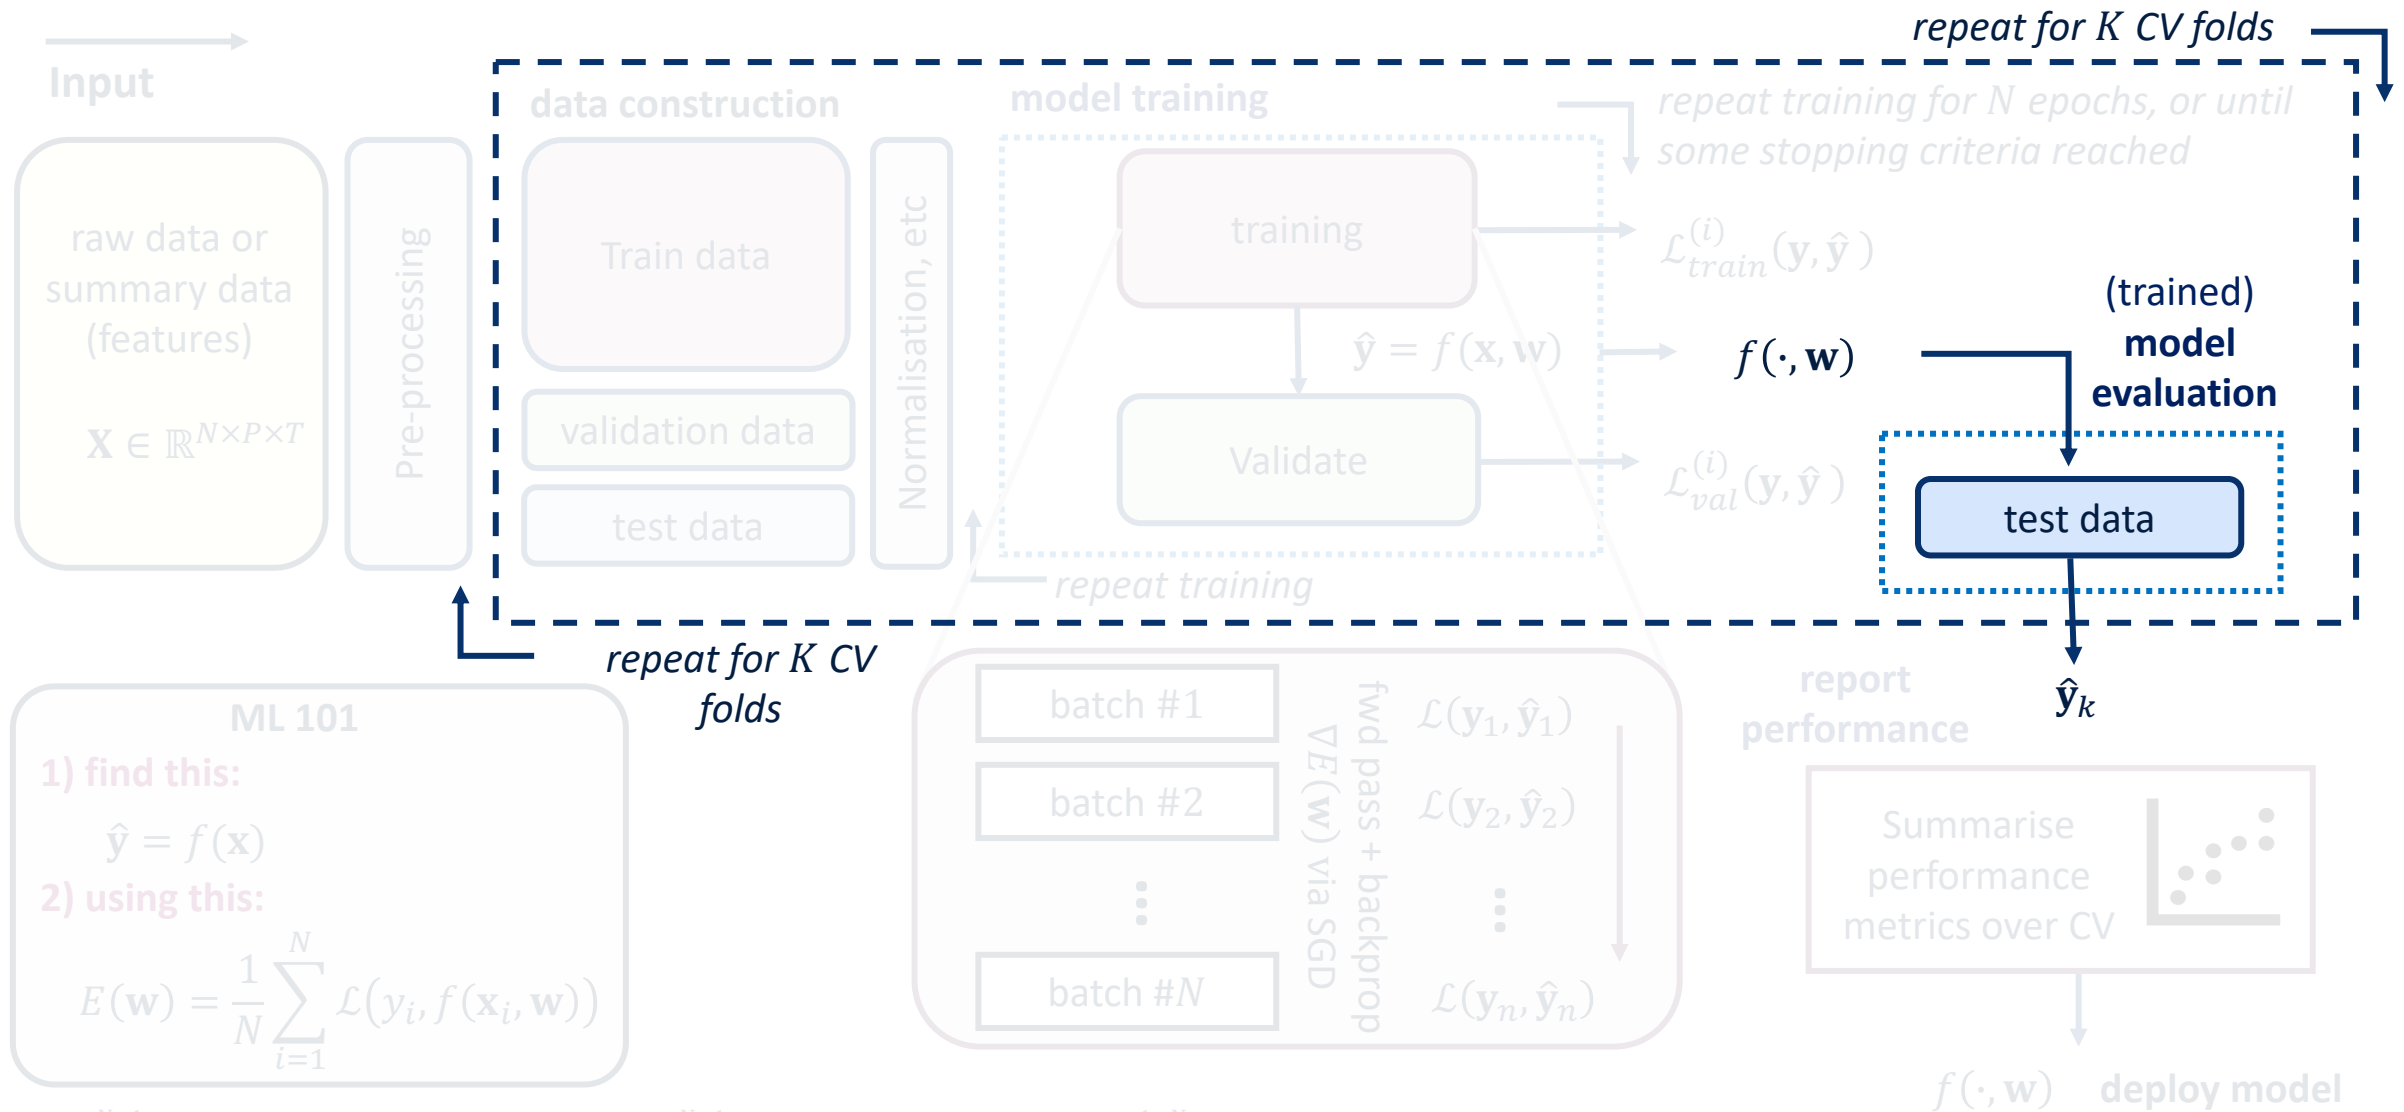 repeat for K CV folds
Input
data construction
model training
repeat training for N epochs, or until
some stopping criteria reached
raw data or
summary data
(features)
𝐗 ∈ ℝ^{N×P×T}
Pre-processing
Train data
validation data
test data
Normalisation, etc
training
ŷ = f(𝐱, 𝐰)
Validate
ℒ_{train}^{(i)}(𝐲, ŷ)
f(·, 𝐰)
ℒ_{val}^{(i)}(𝐲, ŷ)
(trained)
model
evaluation
test data
repeat training
repeat for K CV
folds
ŷ_k
ML 101
1) find this:
ŷ = f(𝐱)
2) using this:
E(𝐰) = \frac{1}{N} \sum_{i=1}^{N} ℒ(y_i, f(𝐱_i, 𝐰))
batch #1
batch #2
batch #N
fwd pass + backprop
∇E(𝐰) via SGD
ℒ(𝐲_1, ŷ_1)
ℒ(𝐲_2, ŷ_2)
ℒ(𝐲_n, ŷ_n)
report
performance
Summarise
performance
metrics over CV
f(·, 𝐰) deploy model